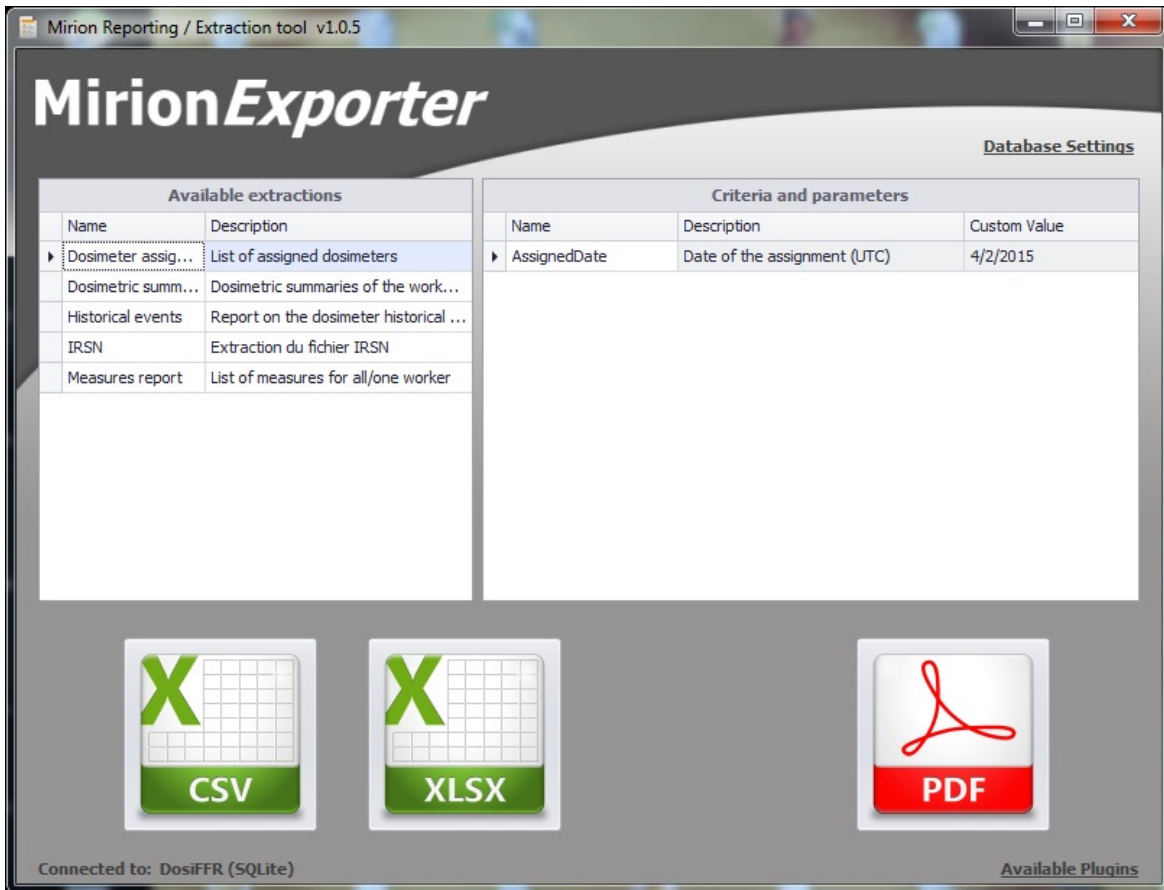 Mirion Reporting / Extraction tool v1.0.5
MirionExporter
Database Settings
Available extractions
Name Description
Dosimeter assig... List of assigned dosimeters
Dosimetric summ... Dosimetric summaries of the work...
Historical events Report on the dosimeter historical ...
IRSN Extraction du fichier IRSN
Measures report List of measures for all/one worker
Criteria and parameters
Name Description Custom Value
AssignedDate Date of the assignment (UTC) 4/2/2015
X CSV
X XLSX
PDF
Connected to: DosiFFR (SQLite)
Available Plugins